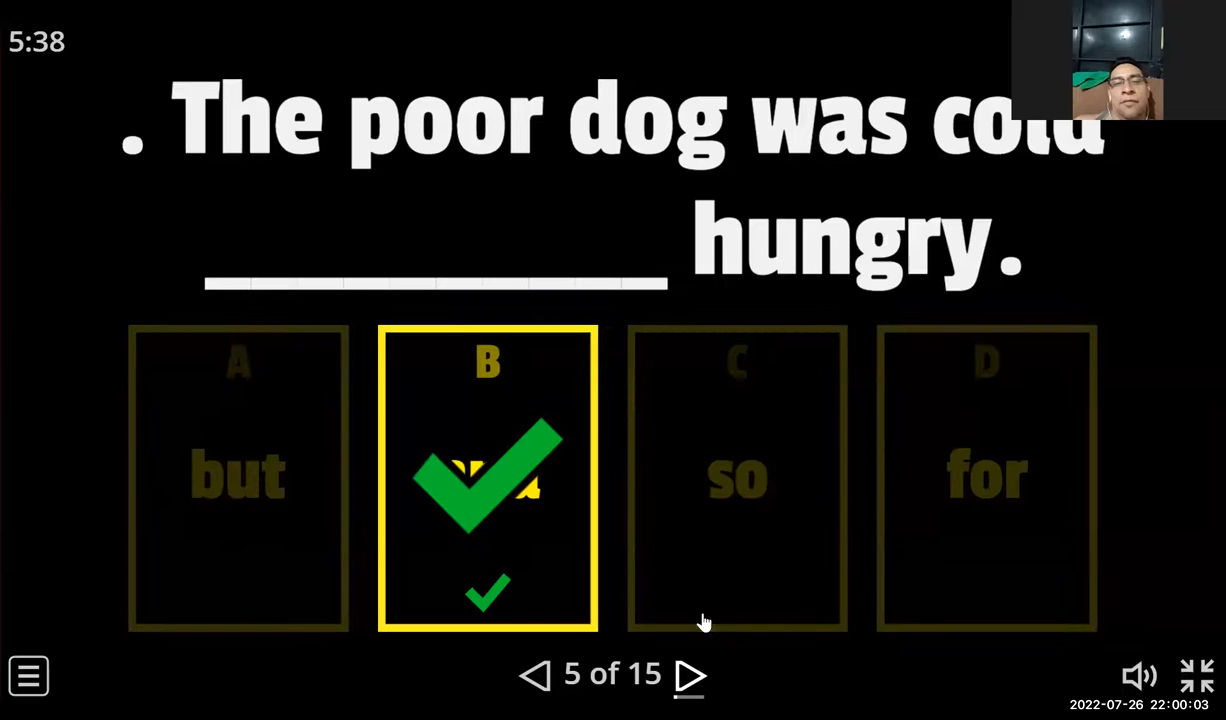 5:38
. The poor dog was cold
__________ hungry.
A
B
C
D
but
so
for
5 of 15
2022-07-26 22:00:03